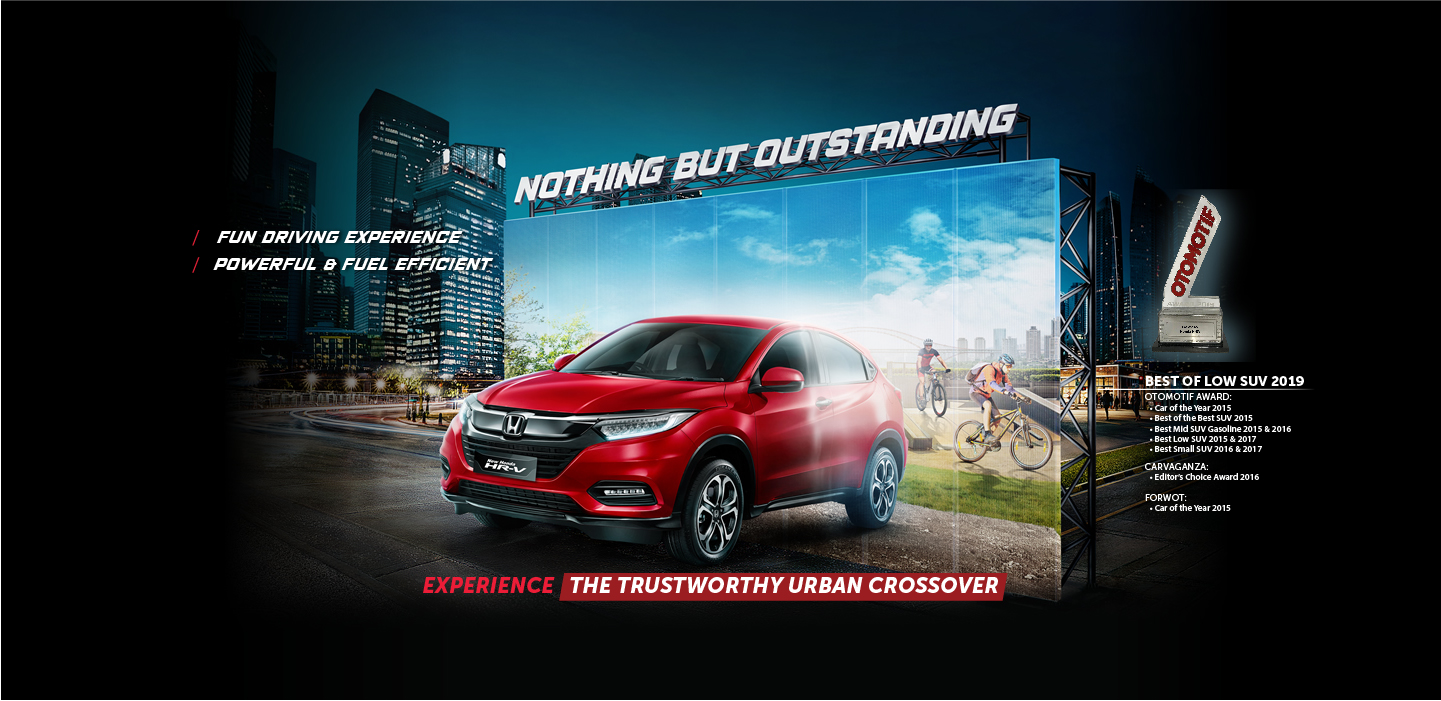 NOTHING BUT OUTSTANDING
/ FUN DRIVING EXPERIENCE
/ POWERFUL & FUEL EFFICIENT
OTOMOTIF
BEST OF LOW SUV 2019
OTOMOTIF AWARD:
• Car of the Year 2015
• Best of the Best SUV 2015
• Best Mid SUV Gasoline 2015 & 2016
• Best Low SUV 2015 & 2017
• Best Small SUV 2016 & 2017
CARVAGANZA:
• Editor's Choice Award 2016
FORWOT:
• Car of the Year 2015
New Honda
HR-V
EXPERIENCE THE TRUSTWORTHY URBAN CROSSOVER